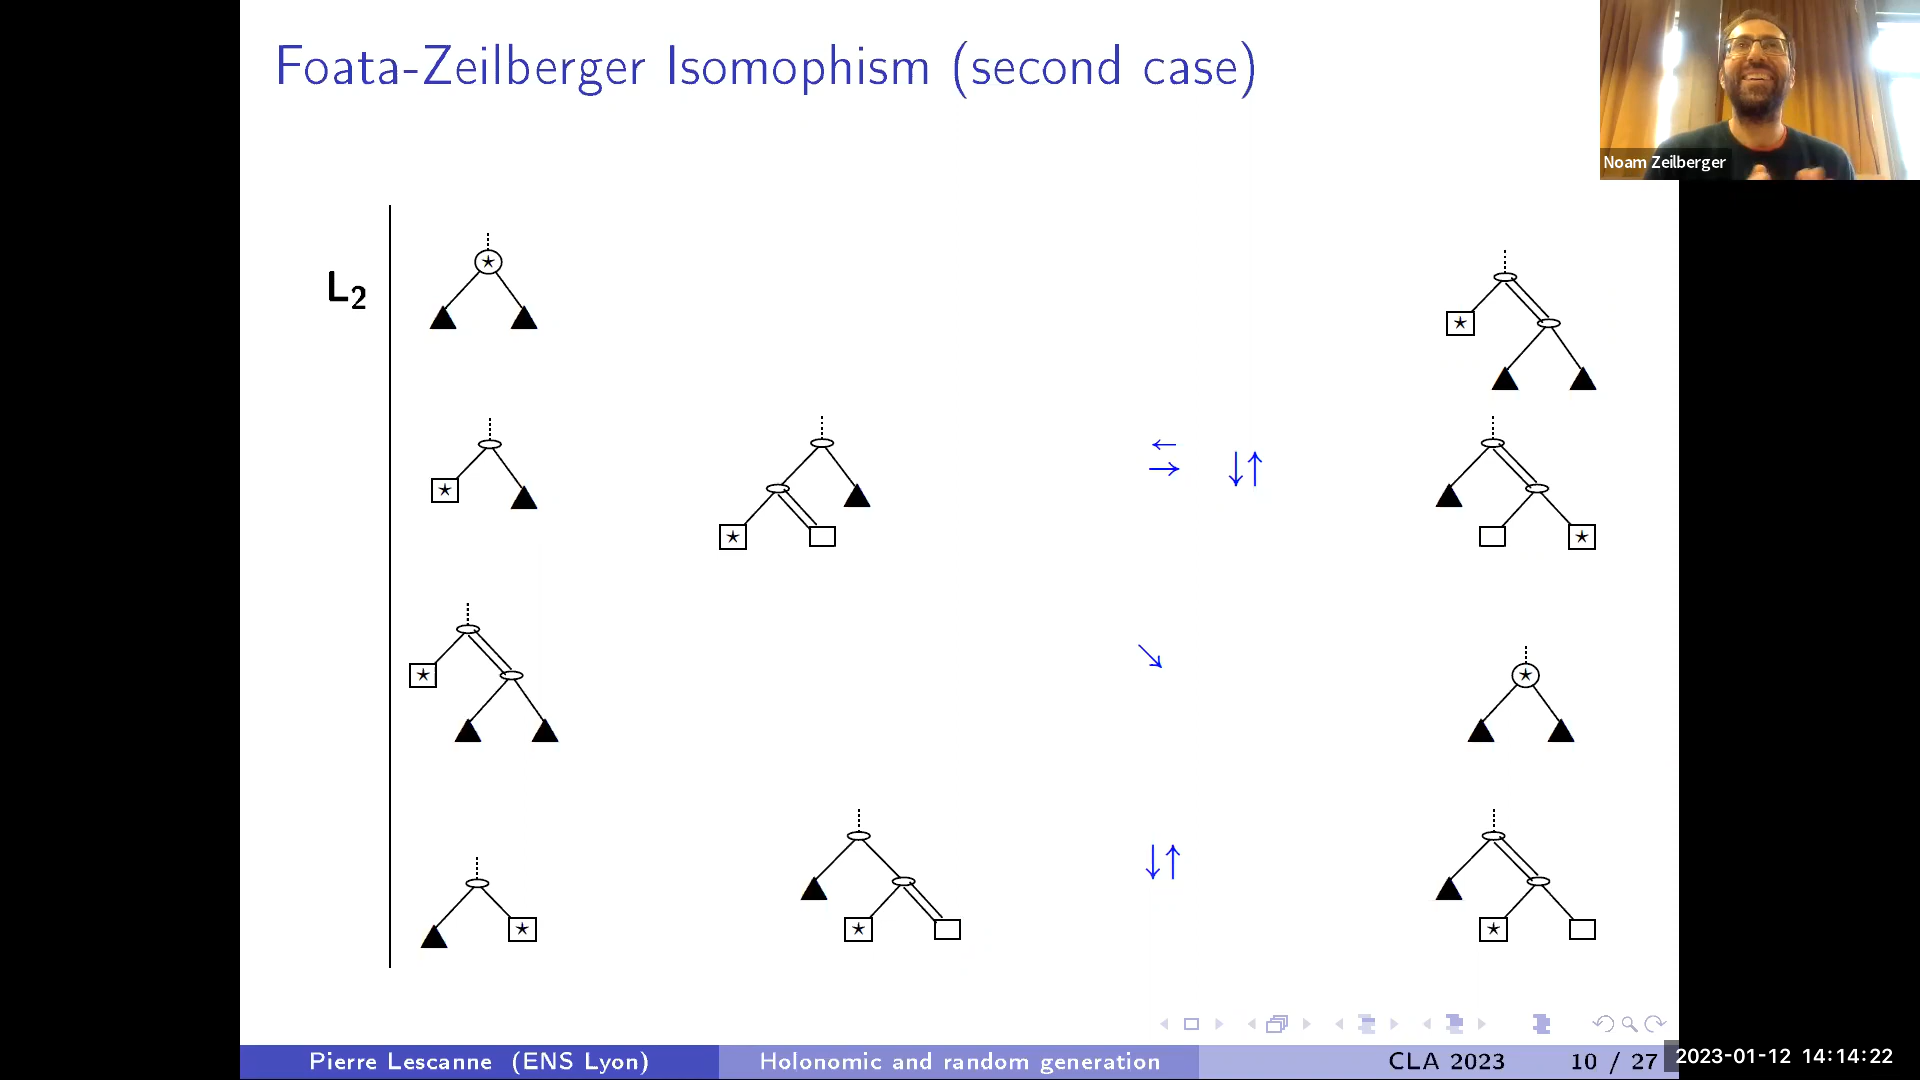 Foata-Zeilberger Isomophism (second case)
Noam Zeilberger
L2
Pierre Lescanne (ENS Lyon)
Holonomic and random generation
CLA 2023
10 / 27
2023-01-12 14:14:22